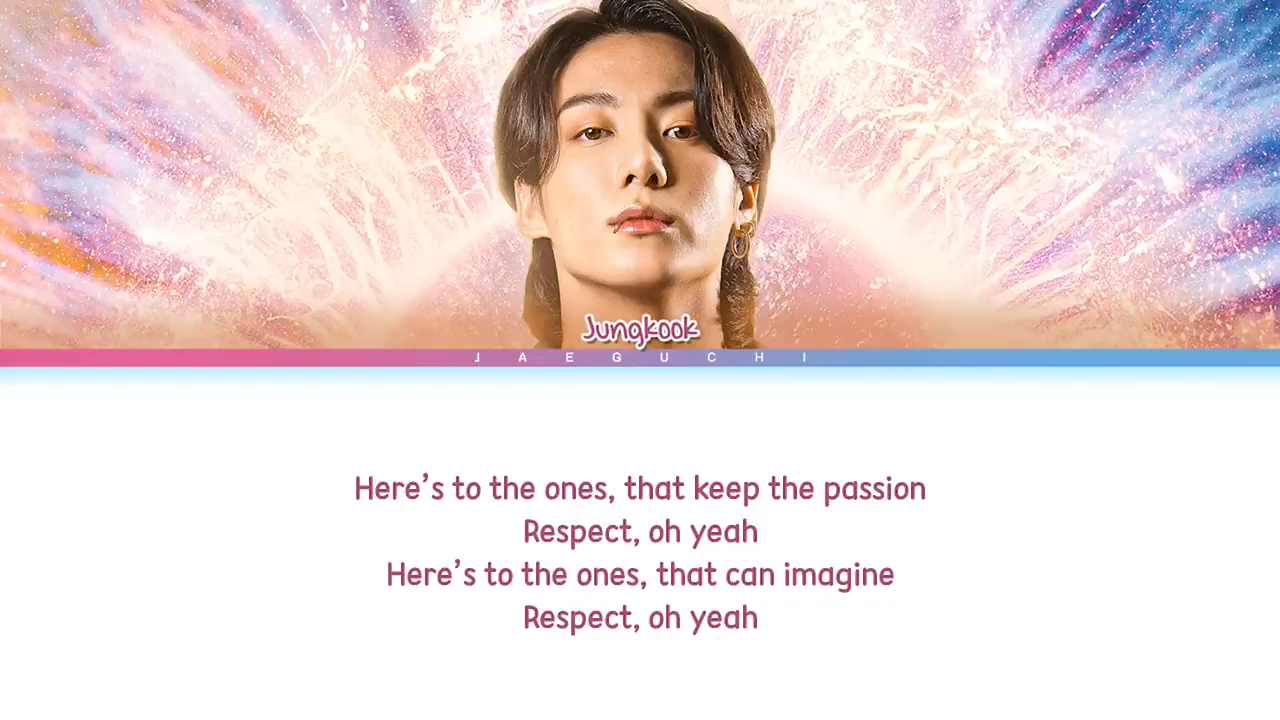 Jungkook
JAEGUCHI
Here's to the ones, that keep the passion
Respect, oh yeah
Here's to the ones, that can imagine
Respect, oh yeah